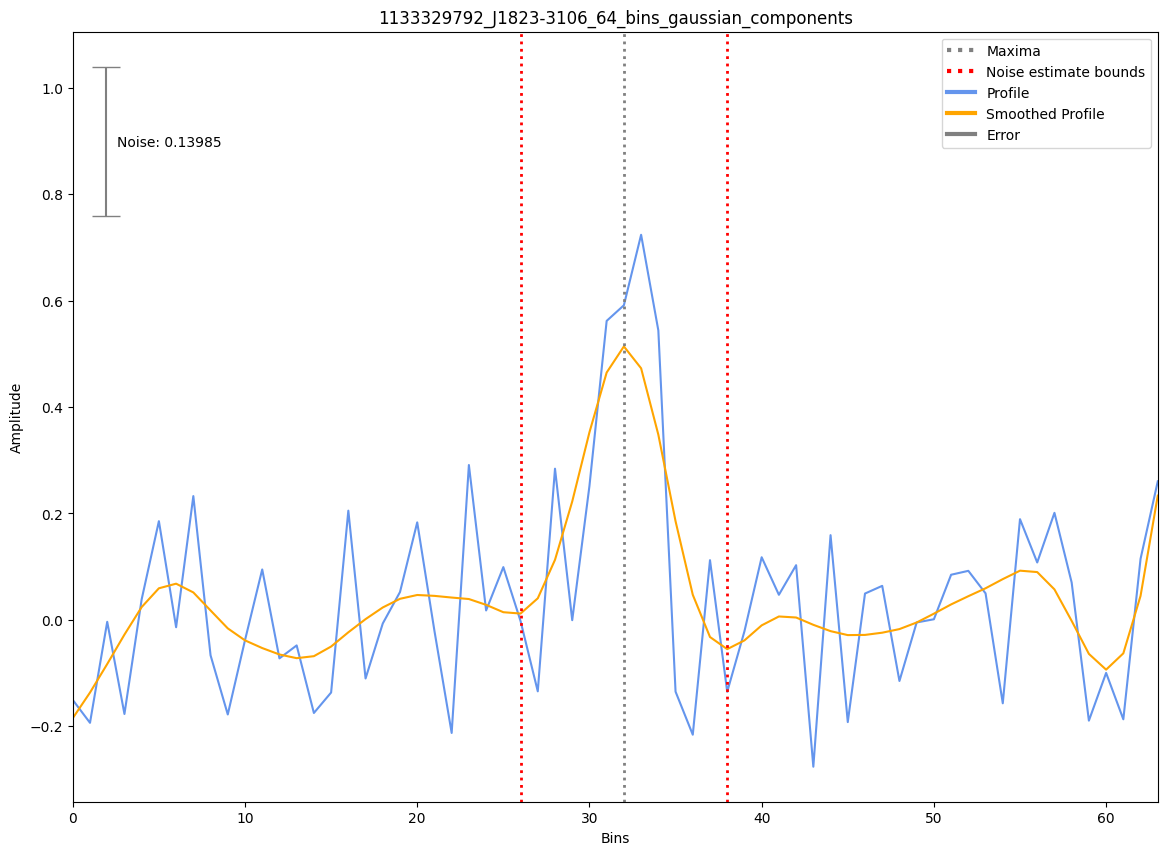 1133329792_J1823-3106_64_bins_gaussian_components
Maxima
Noise estimate bounds
Profile
Smoothed Profile
Error
Noise: 0.13985
1.0
0.8
0.6
0.4
0.2
0.0
−0.2
Amplitude
0 10 20 30 40 50 60
Bins